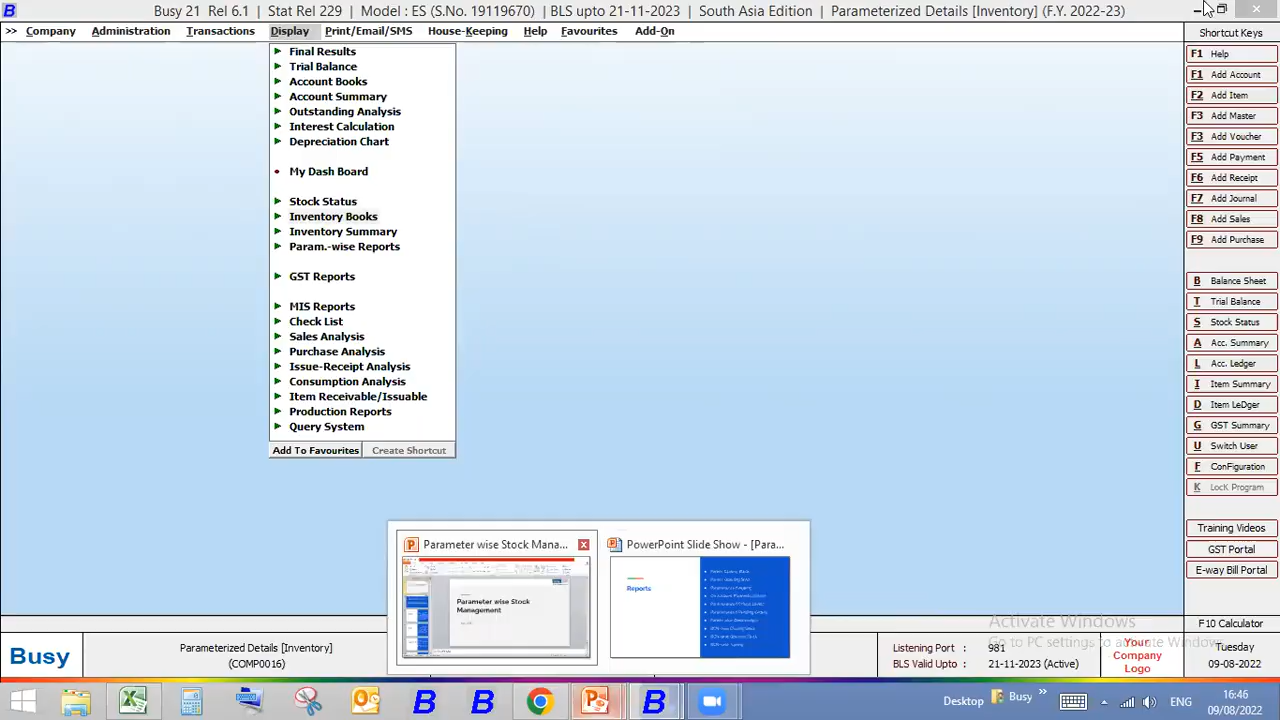 Busy 21 Rel 6.1 | Stat Rel 229 | Model : ES (S.No. 19119670) | BLS upto 21-11-2023 | South Asia Edition | Parameterized Details [Inventory] (F.Y. 2022-23)
>> Company Administration Transactions Display Print/Email/SMS House-Keeping Help Favourites Add-On
Shortcut Keys
Final Results
Trial Balance
Account Books
Account Summary
Outstanding Analysis
Interest Calculation
Depreciation Chart
My Dash Board
Stock Status
Inventory Books
Inventory Summary
Param.-wise Reports
GST Reports
MIS Reports
Check List
Sales Analysis
Purchase Analysis
Issue-Receipt Analysis
Consumption Analysis
Item Receivable/Issuable
Production Reports
Query System
Add To Favourites Create Shortcut
F1 Help
F1 Add Account
F2 Add Item
F3 Add Master
F3 Add Voucher
F5 Add Payment
F6 Add Receipt
F7 Add Journal
F8 Add Sales
F9 Add Purchase
B Balance Sheet
T Trial Balance
S Stock Status
A Acc. Summary
L Acc. Ledger
I Item Summary
D Item LeDger
G GST Summary
U Switch User
F ConFiguration
K LocK Program
Training Videos
GST Portal
E-way Bill Portal
F10 Calculator
Parameter wise Stock Mana...
PowerPoint Slide Show - [Para...
Parameter wise Stock
Management
Reports
Busy
Parameterized Details [Inventory]
(COMP0016)
Activate Windows
to PC settings to activate Windows.
Listening Port : 981
BLS Valid Upto : 21-11-2023 (Active)
Your
Company
Logo
Tuesday
09-08-2022
Desktop Busy ENG
16:46
09/08/2022